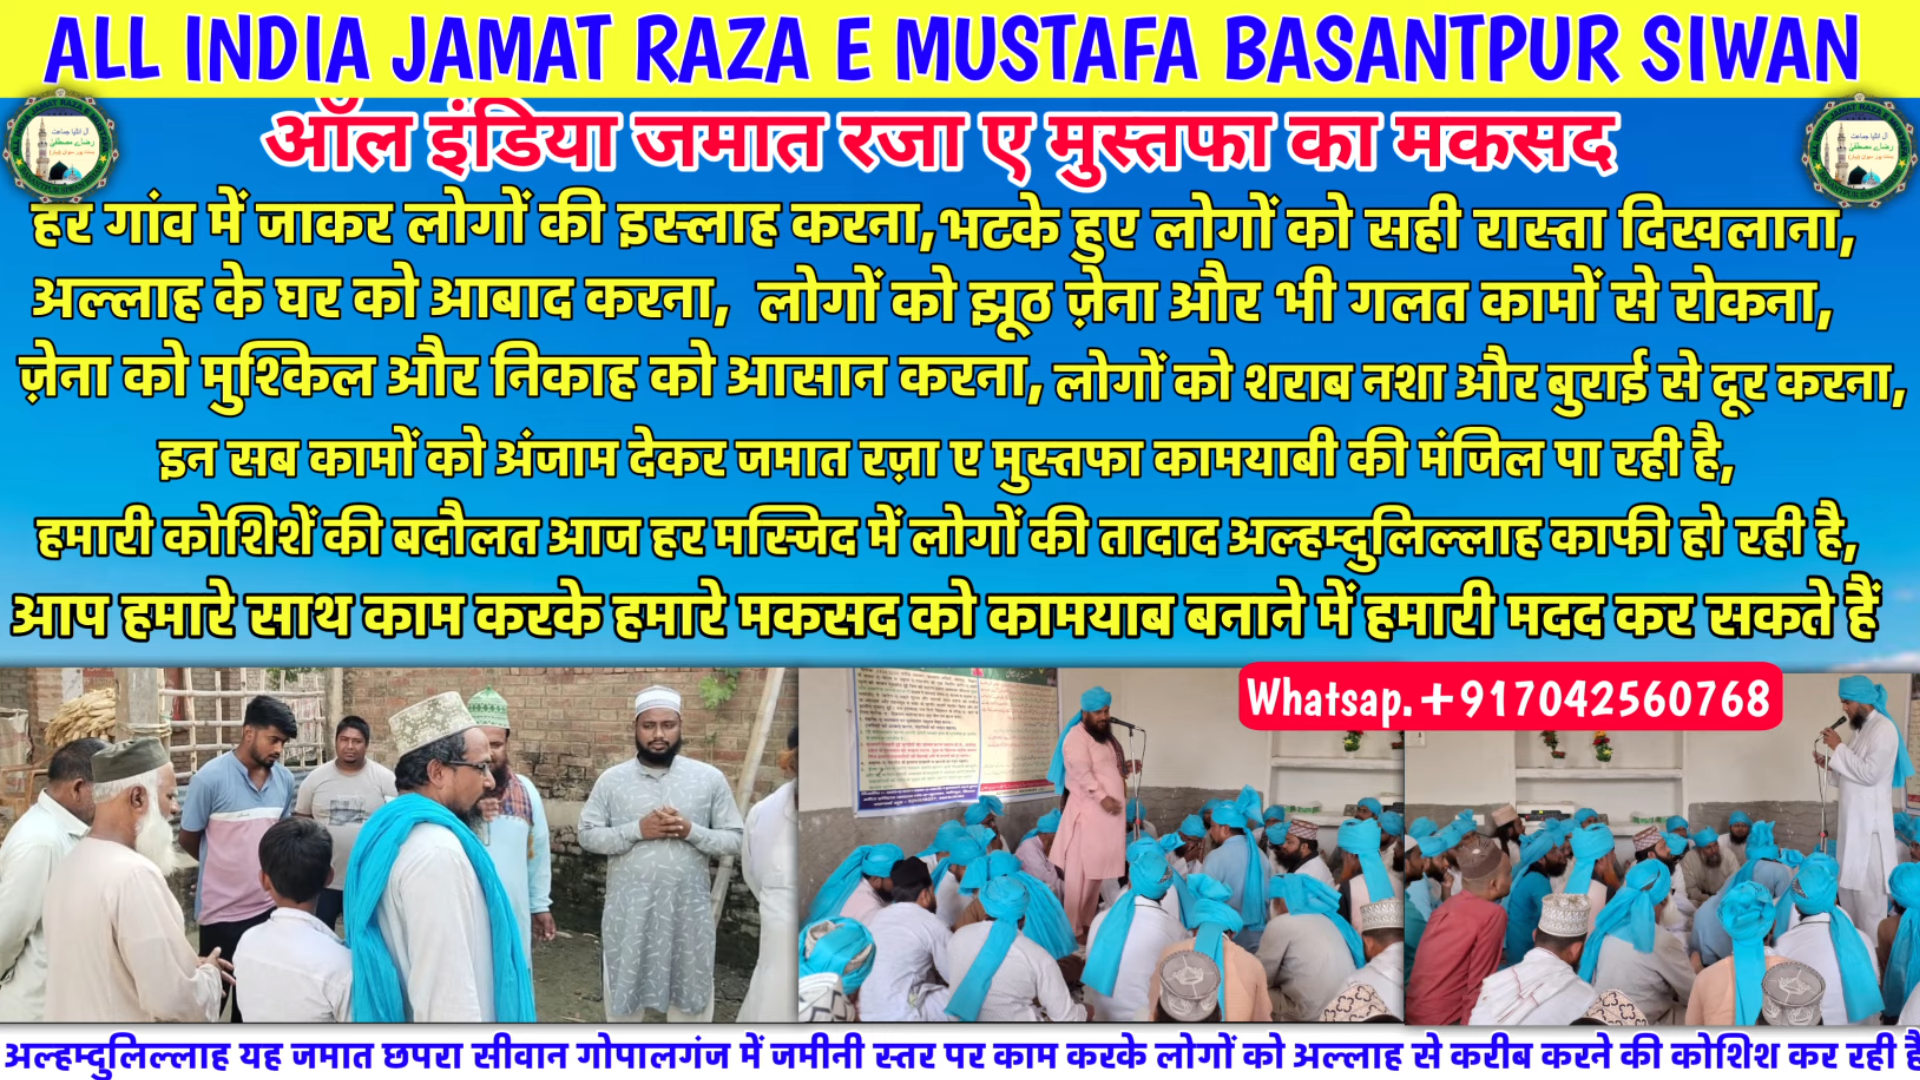 ALL INDIA JAMAT RAZA E MUSTAFA BASANTPUR SIWAN
ऑल इंडिया जमात रजा ए मुस्तफा का मकसद
हर गांव में जाकर लोगों की इस्लाह करना, भटके हुए लोगों को सही रास्ता दिखलाना,
अल्लाह के घर को आबाद करना, लोगों को झूठ ज़ेना और भी गलत कामों से रोकना,
ज़ेना को मुश्किल और निकाह को आसान करना, लोगों को शराब नशा और बुराई से दूर करना,
इन सब कामों को अंजाम देकर जमात रज़ा ए मुस्तफा कामयाबी की मंजिल पा रही है,
हमारी कोशिशें की बदौलत आज हर मस्जिद में लोगों की तादाद अल्हम्दुलिल्लाह काफी हो रही है,
आप हमारे साथ काम करके हमारे मकसद को कामयाब बनाने में हमारी मदद कर सकते हैं
Whatsap.+917042560768
अल्हम्दुलिल्लाह यह जमात छपरा सीवान गोपालगंज में जमीनी स्तर पर काम करके लोगों को अल्लाह से करीब करने की कोशिश कर रही है